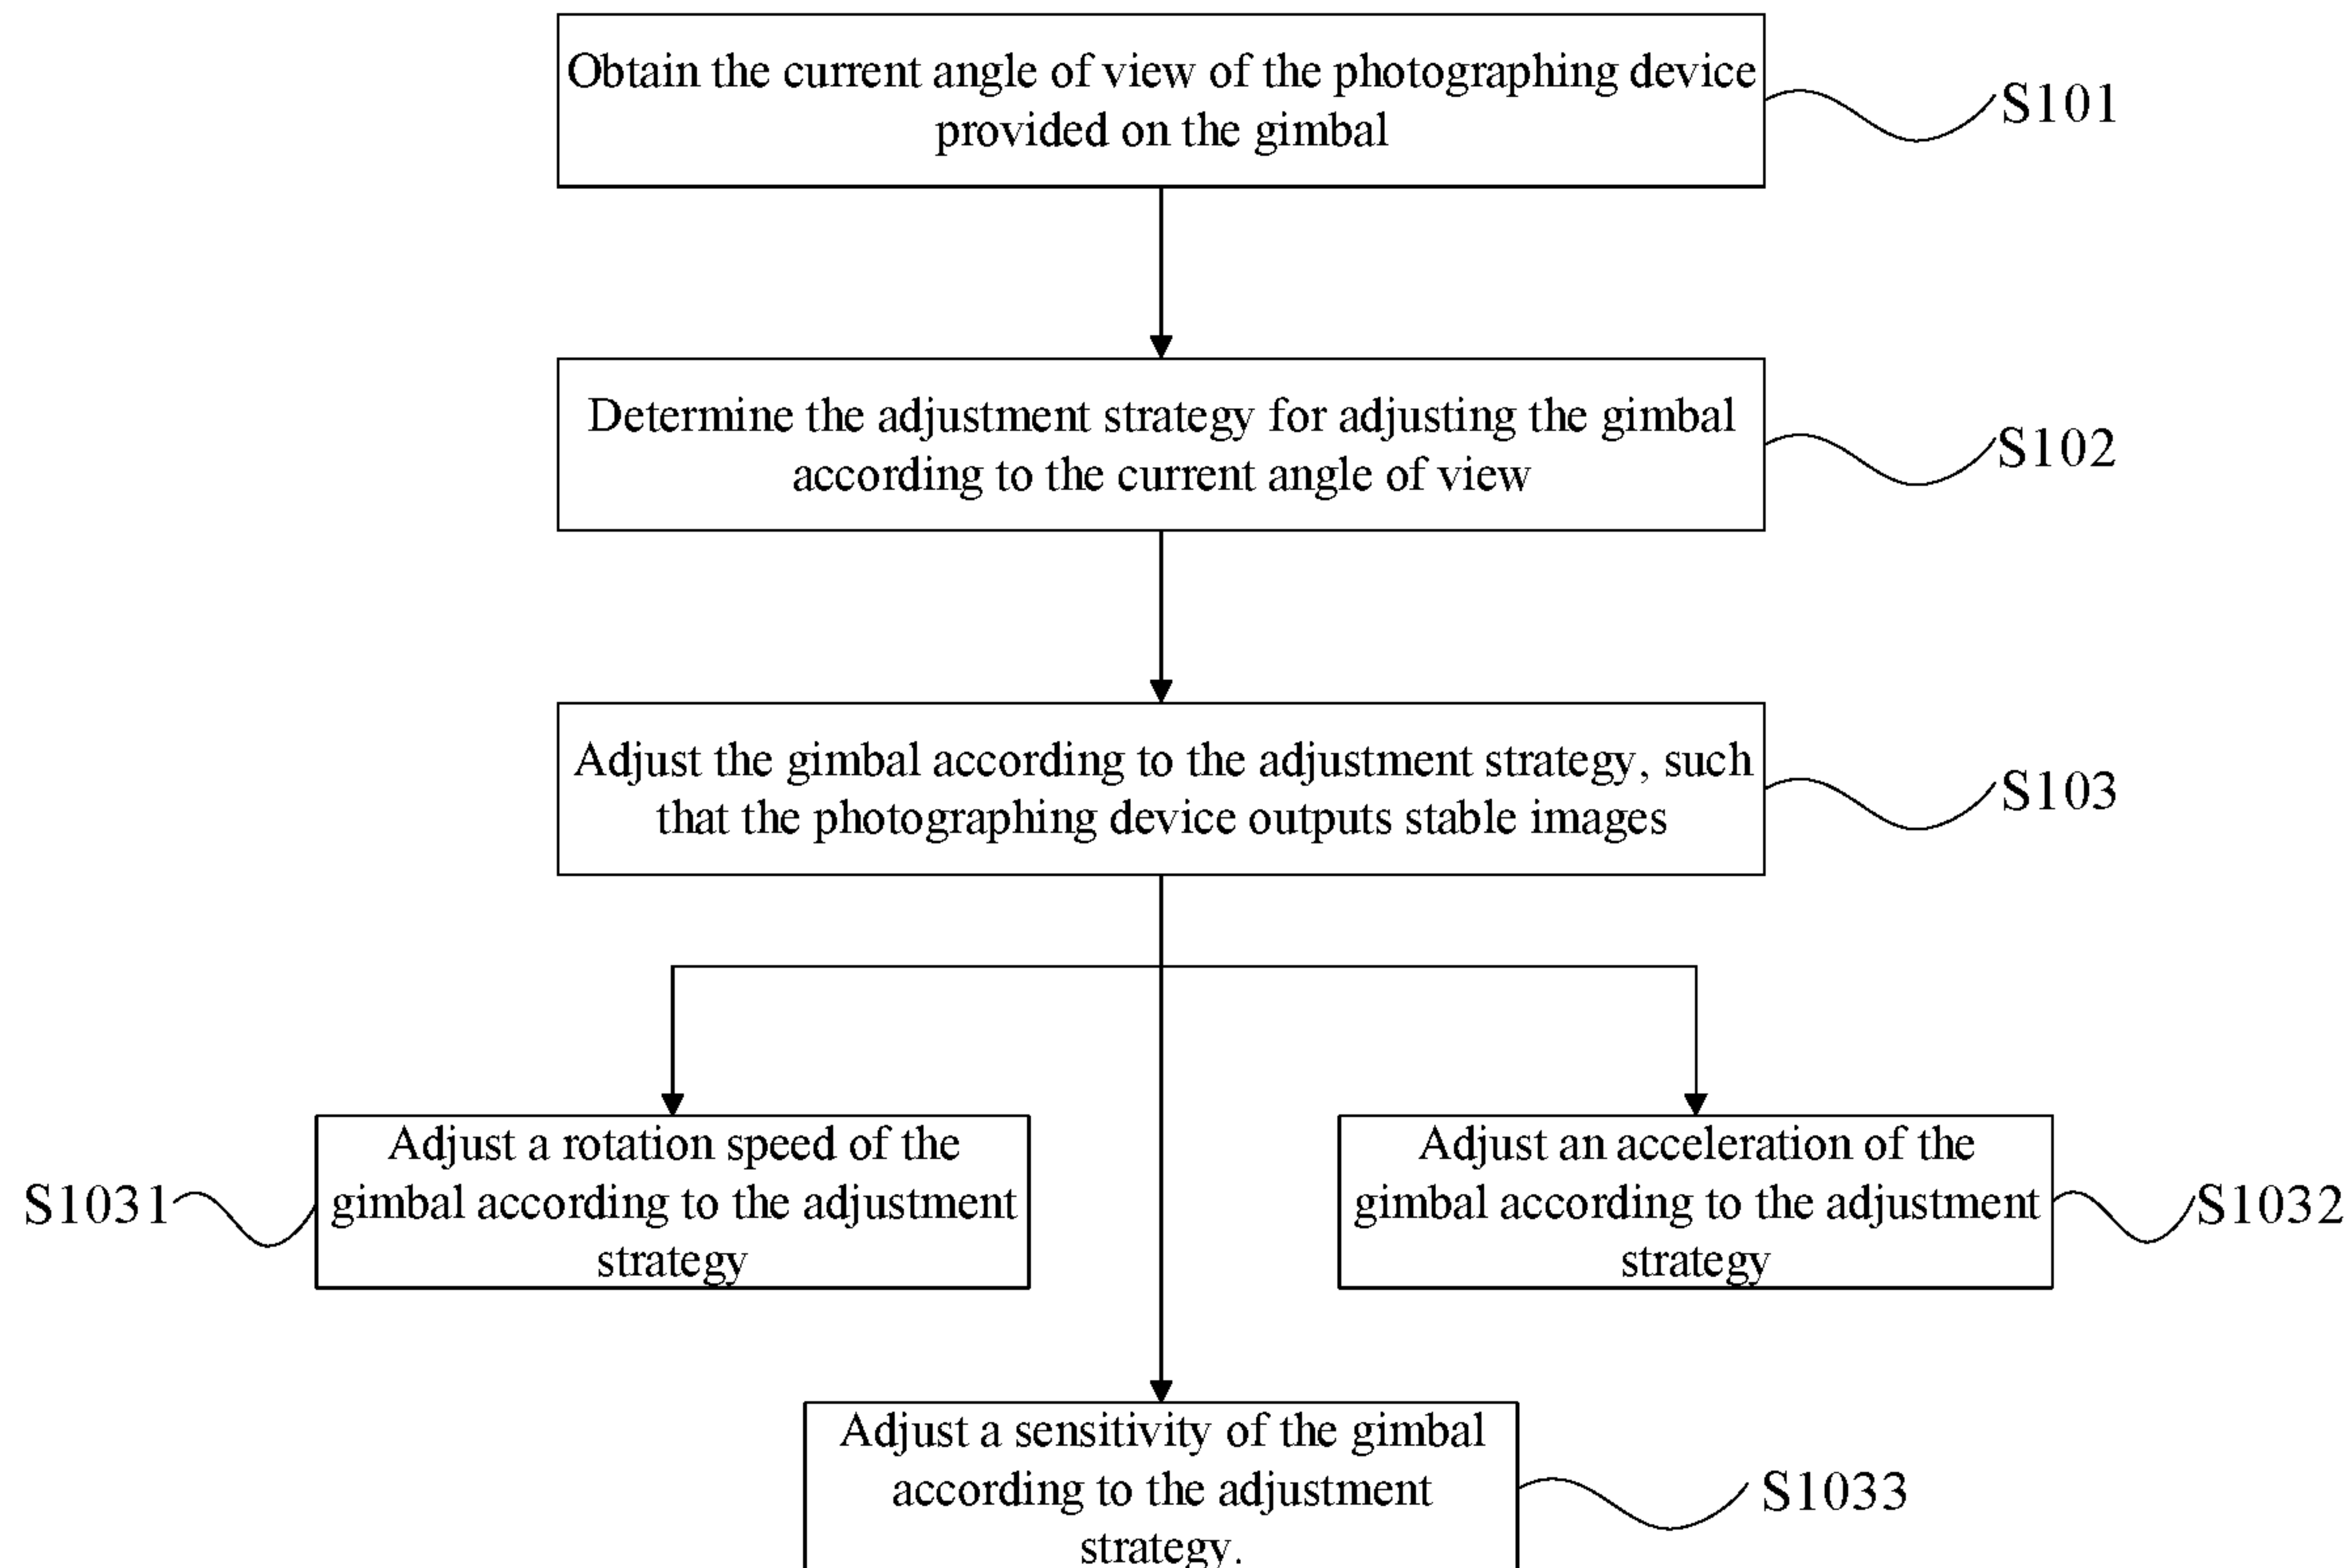 Obtain the current angle of view of the photographing device
provided on the gimbal
S101
Determine the adjustment strategy for adjusting the gimbal
according to the current angle of view
S102
Adjust the gimbal according to the adjustment strategy, such
that the photographing device outputs stable images
S103
S1031
Adjust a rotation speed of the
gimbal according to the adjustment
strategy
Adjust an acceleration of the
gimbal according to the adjustment
strategy
S1032
Adjust a sensitivity of the gimbal
according to the adjustment
strategy.
S1033